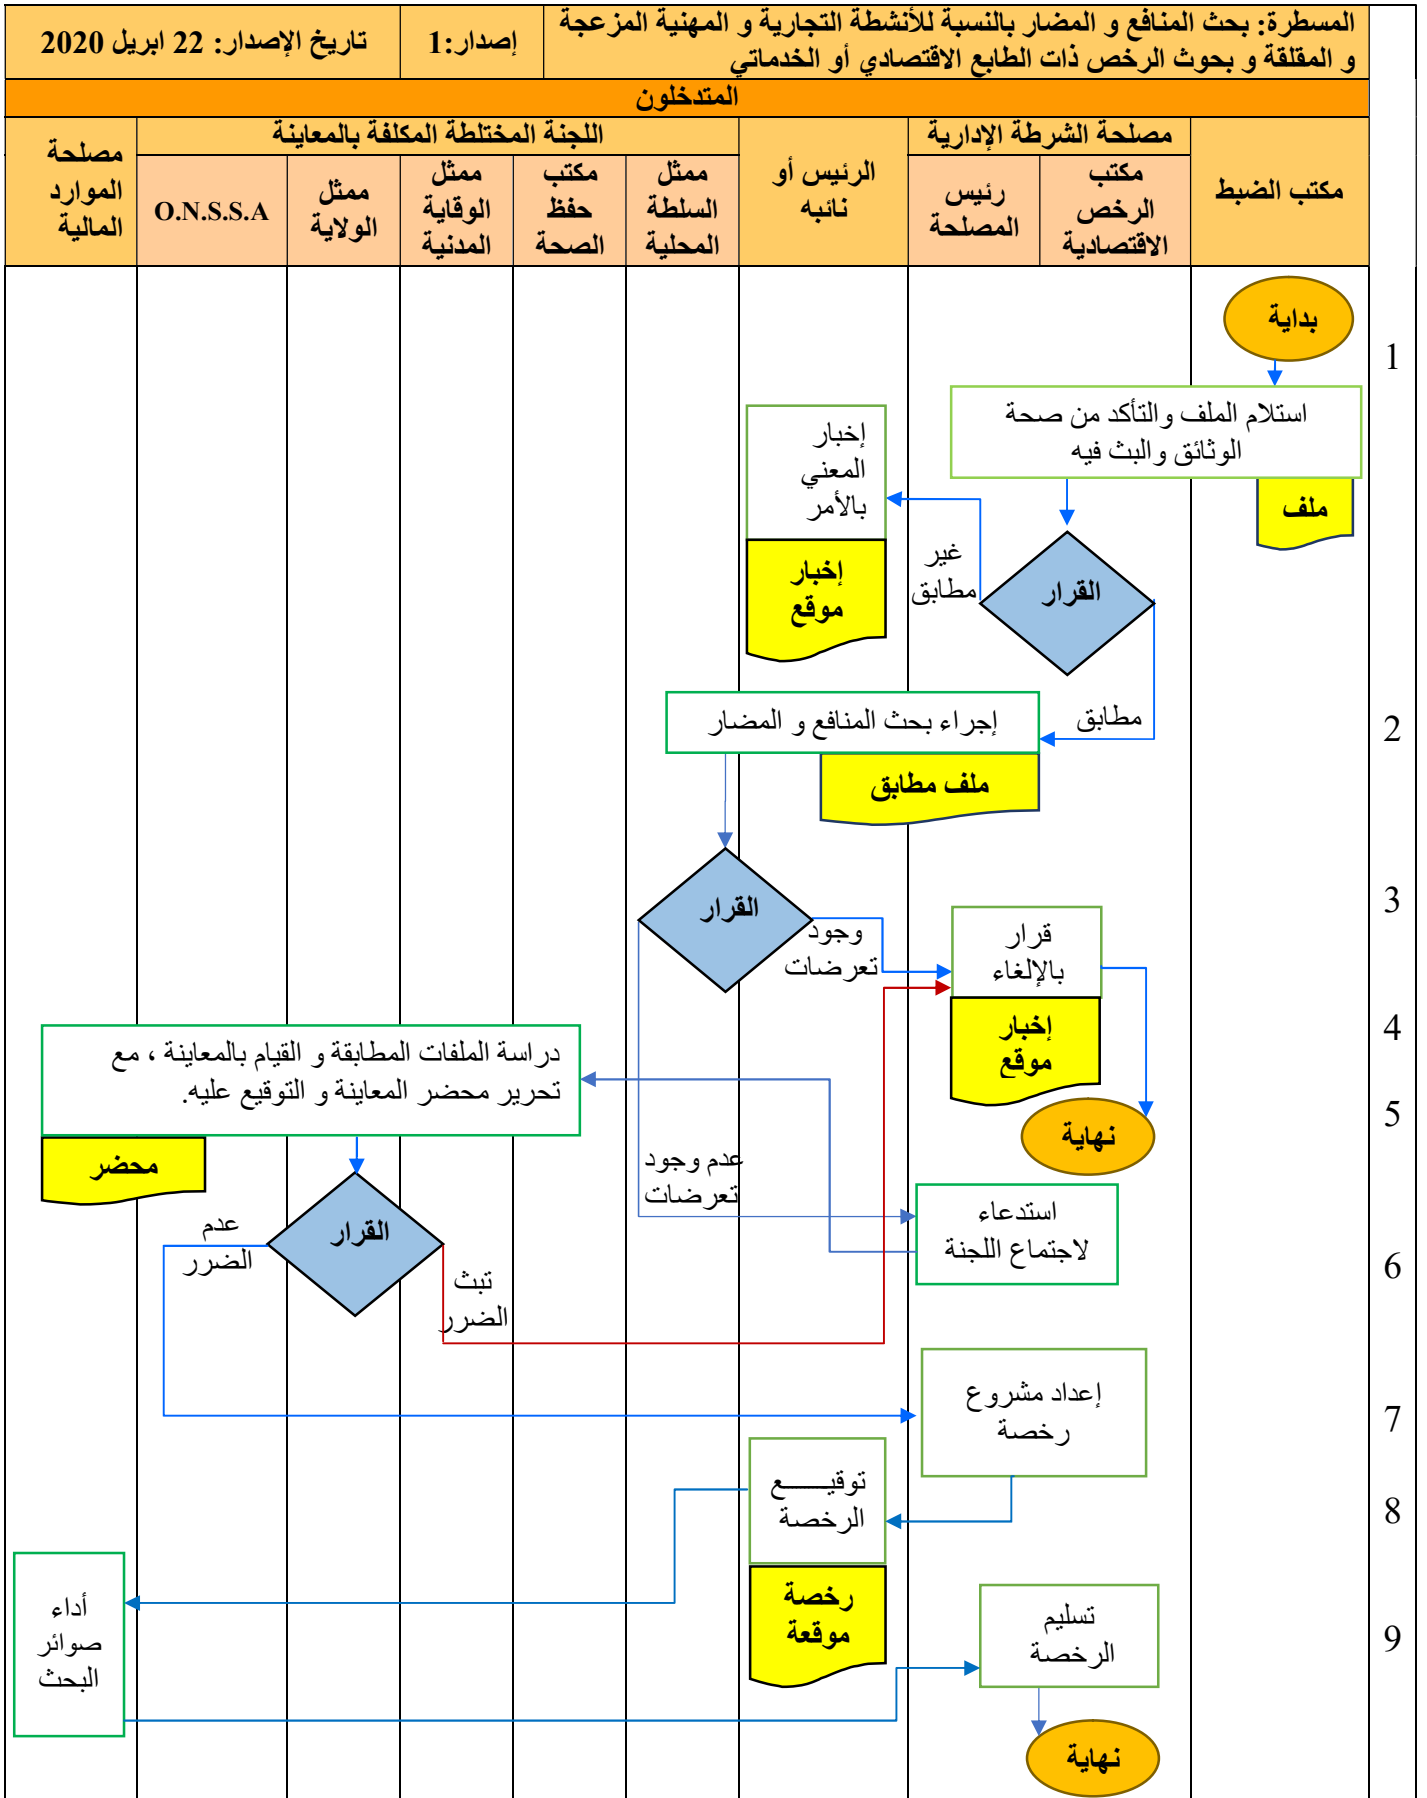 المسطرة: بحث المنافع و المضار بالنسبة للأنشطة التجارية و المهنية المزعجة
و المقلقة و بحوث الرخص ذات الطابع الاقتصادي أو الخدماتي
إصدار:1
تاريخ الإصدار: 22 ابريل 2020
المتدخلون
مكتب الضبط
مصلحة الشرطة الإدارية
مكتب
الرخص
الاقتصادية
رئيس
المصلحة
الرئيس أو
نائبه
اللجنة المختلطة المكلفة بالمعاينة
ممثل
السلطة
المحلية
مكتب
حفظ
الصحة
ممثل
الوقاية
المدنية
ممثل
الولاية
O.N.S.S.A
مصلحة
الموارد
المالية
بداية
1
استلام الملف والتأكد من صحة
الوثائق والبث فيه
ملف
إخبار
المعني
بالأمر
إخبار
موقع
غير
مطابق
القرار
مطابق
2
إجراء بحث المنافع و المضار
ملف مطابق
القرار
3
وجود
تعرضات
قرار
بالإلغاء
إخبار
موقع
4
دراسة الملفات المطابقة و القيام بالمعاينة ، مع
تحرير محضر المعاينة و التوقيع عليه.
محضر
5
نهاية
عدم وجود
تعرضات
استدعاء
لاجتماع اللجنة
القرار
عدم
الضرر
6
تبث
الضرر
إعداد مشروع
رخصة
7
توقيـــــع
الرخصة
8
رخصة
موقعة
أداء
صوائر
البحث
تسليم
الرخصة
9
نهاية